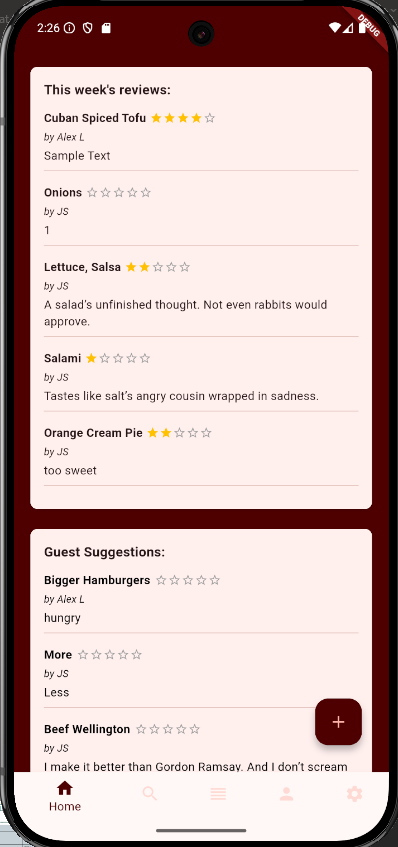 2:26
DEBUG
This week's reviews:
Cuban Spiced Tofu
by Alex L
Sample Text
Onions
by JS
1
Lettuce, Salsa
by JS
A salad's unfinished thought. Not even rabbits would
approve.
Salami
by JS
Tastes like salt's angry cousin wrapped in sadness.
Orange Cream Pie
by JS
too sweet
Guest Suggestions:
Bigger Hamburgers
by Alex L
hungry
More
by JS
Less
Beef Wellington
by JS
I make it better than Gordon Ramsay. And I don't scream
Home